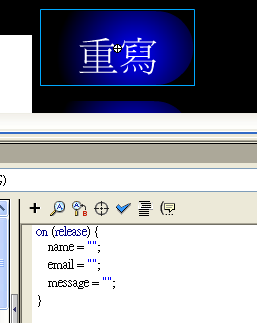 重寫
on (release) {
name = "";
email = "";
message = "";
}